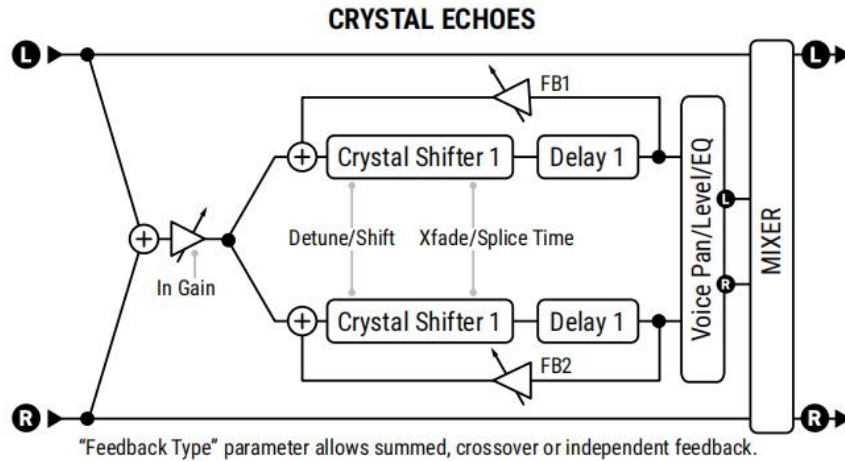 CRYSTAL ECHOES
L
L
FB1
+
Crystal Shifter 1
Delay 1
Detune/Shift
Xfade/Splice Time
+
In Gain
Voice Pan/Level/EQ
L
R
MIXER
+
Crystal Shifter 1
Delay 1
FB2
R
R
"Feedback Type" parameter allows summed, crossover or independent feedback.